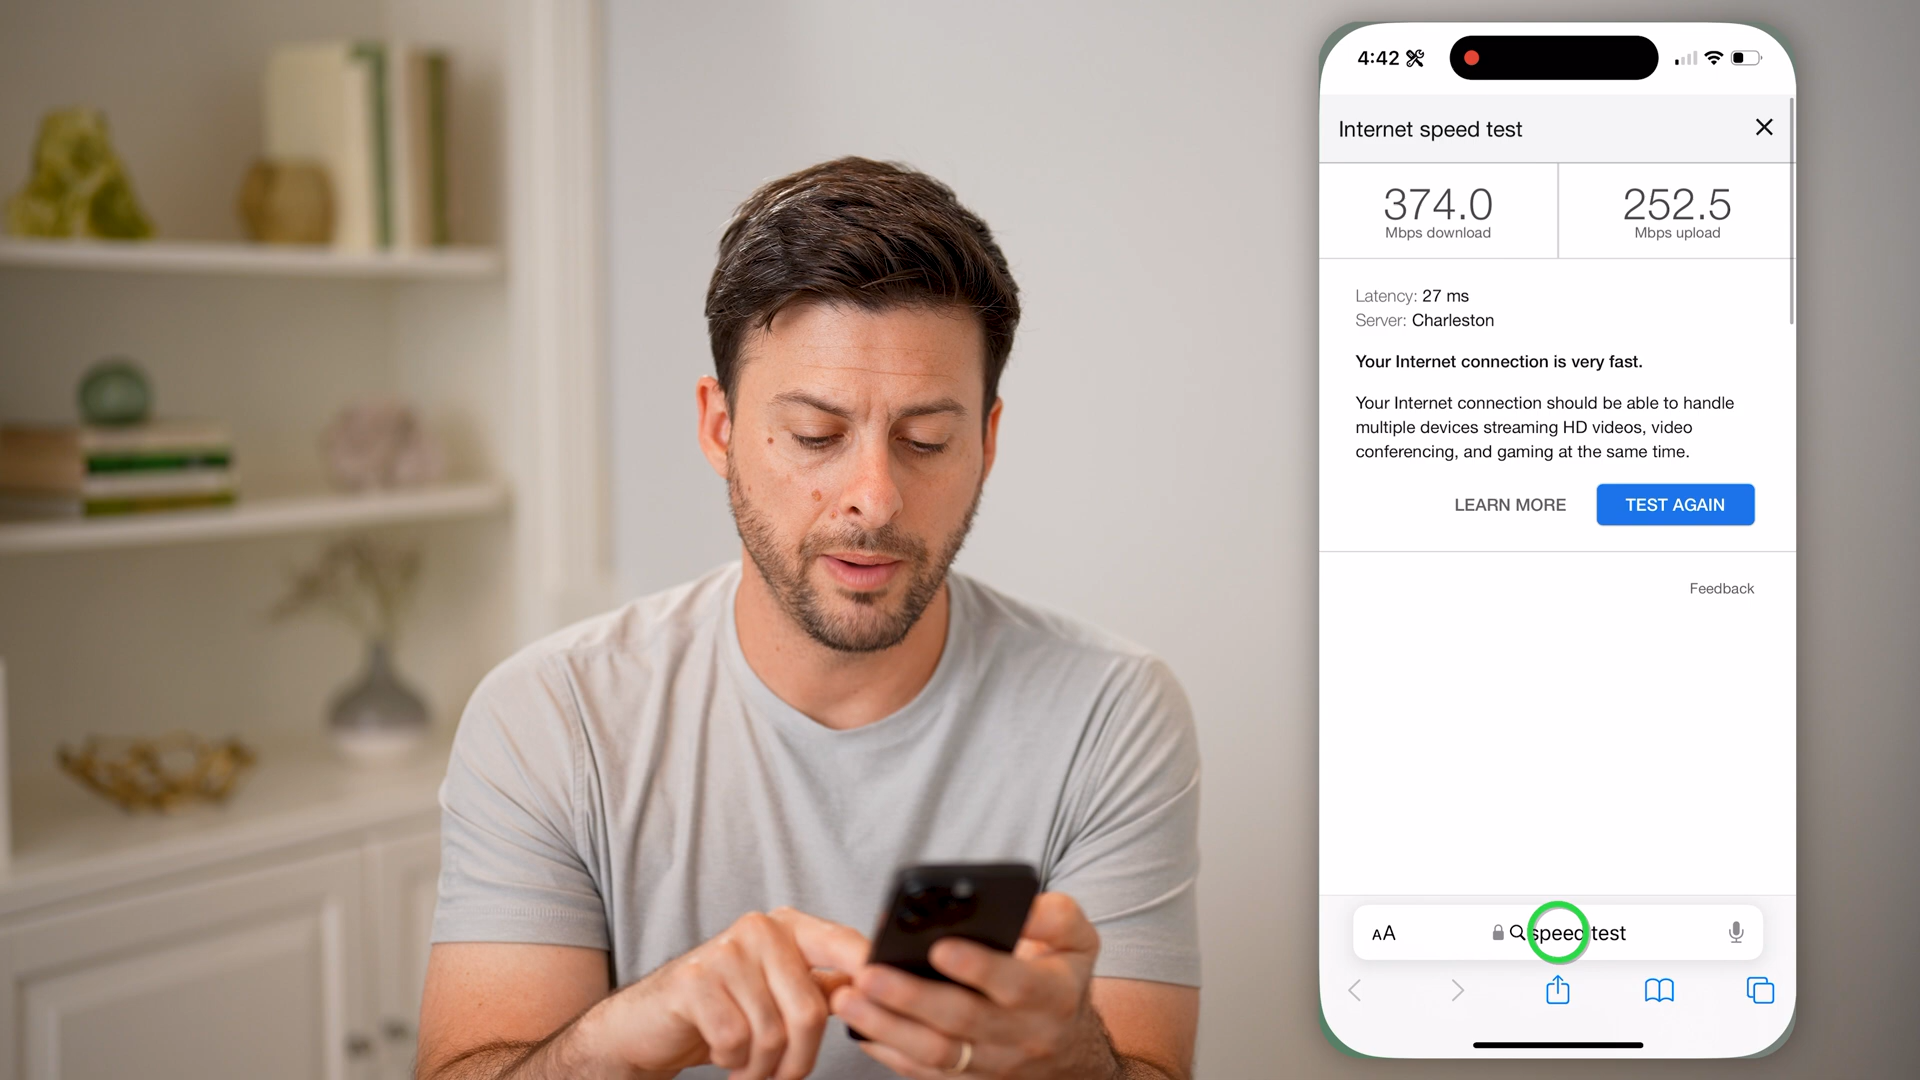 4:42
Internet speed test
374.0
Mbps download
252.5
Mbps upload
Latency: 27 ms
Server: Charleston
Your Internet connection is very fast.
Your Internet connection should be able to handle
multiple devices streaming HD videos, video
conferencing, and gaming at the same time.
LEARN MORE
TEST AGAIN
Feedback
AA
speed test